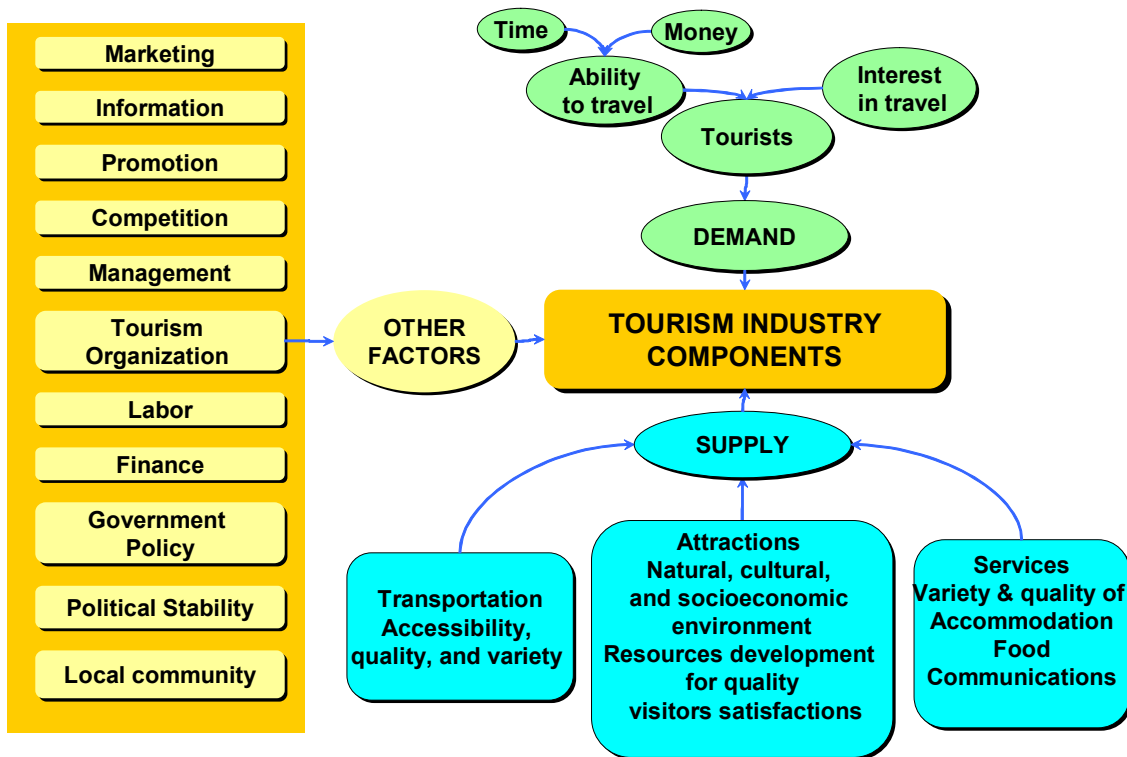 Marketing
Information
Promotion
Competition
Management
Tourism
Organization
Labor
Finance
Government
Policy
Political Stability
Local community
OTHER
FACTORS
Time
Money
Ability
to travel
Interest
in travel
Tourists
DEMAND
TOURISM INDUSTRY
COMPONENTS
SUPPLY
Transportation
Accessibility,
quality, and variety
Attractions
Natural, cultural,
and socioeconomic
environment
Resources development
for quality
visitors satisfactions
Services
Variety & quality of
Accommodation
Food
Communications